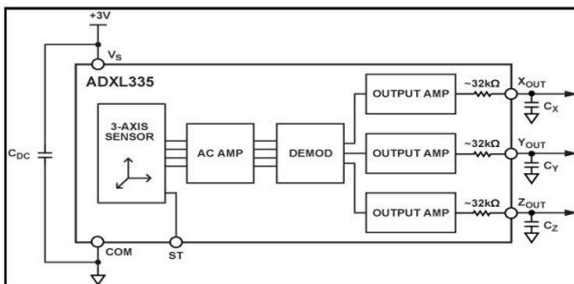 +3V
VS
ADXL335
3-AXIS
SENSOR
AC AMP
DEMOD
OUTPUT AMP
~32kΩ
XOUT
CX
OUTPUT AMP
~32kΩ
YOUT
CY
OUTPUT AMP
~32kΩ
ZOUT
CZ
CDC
COM
ST